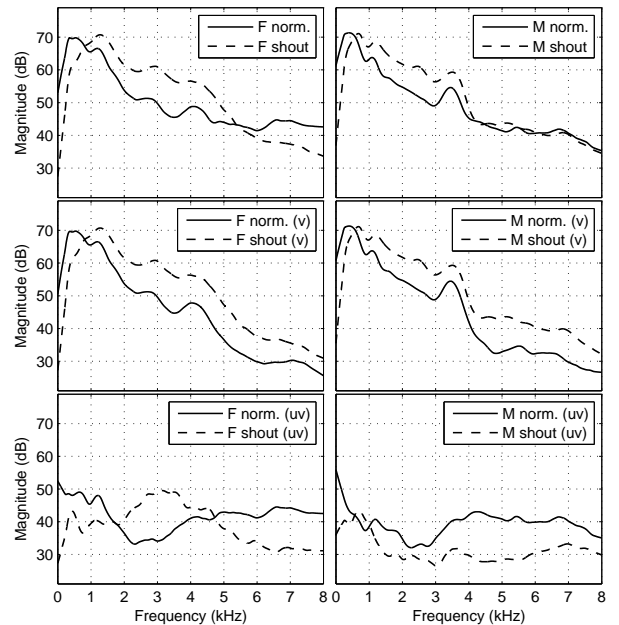 F norm.
F shout
M norm.
M shout
70
60
50
40
30
Magnitude (dB)
F norm. (v)
F shout (v)
M norm. (v)
M shout (v)
70
60
50
40
30
Magnitude (dB)
F norm. (uv)
F shout (uv)
M norm. (uv)
M shout (uv)
70
60
50
40
30
Magnitude (dB)
0 1 2 3 4 5 6 7 8
0 1 2 3 4 5 6 7 8
Frequency (kHz)
Frequency (kHz)